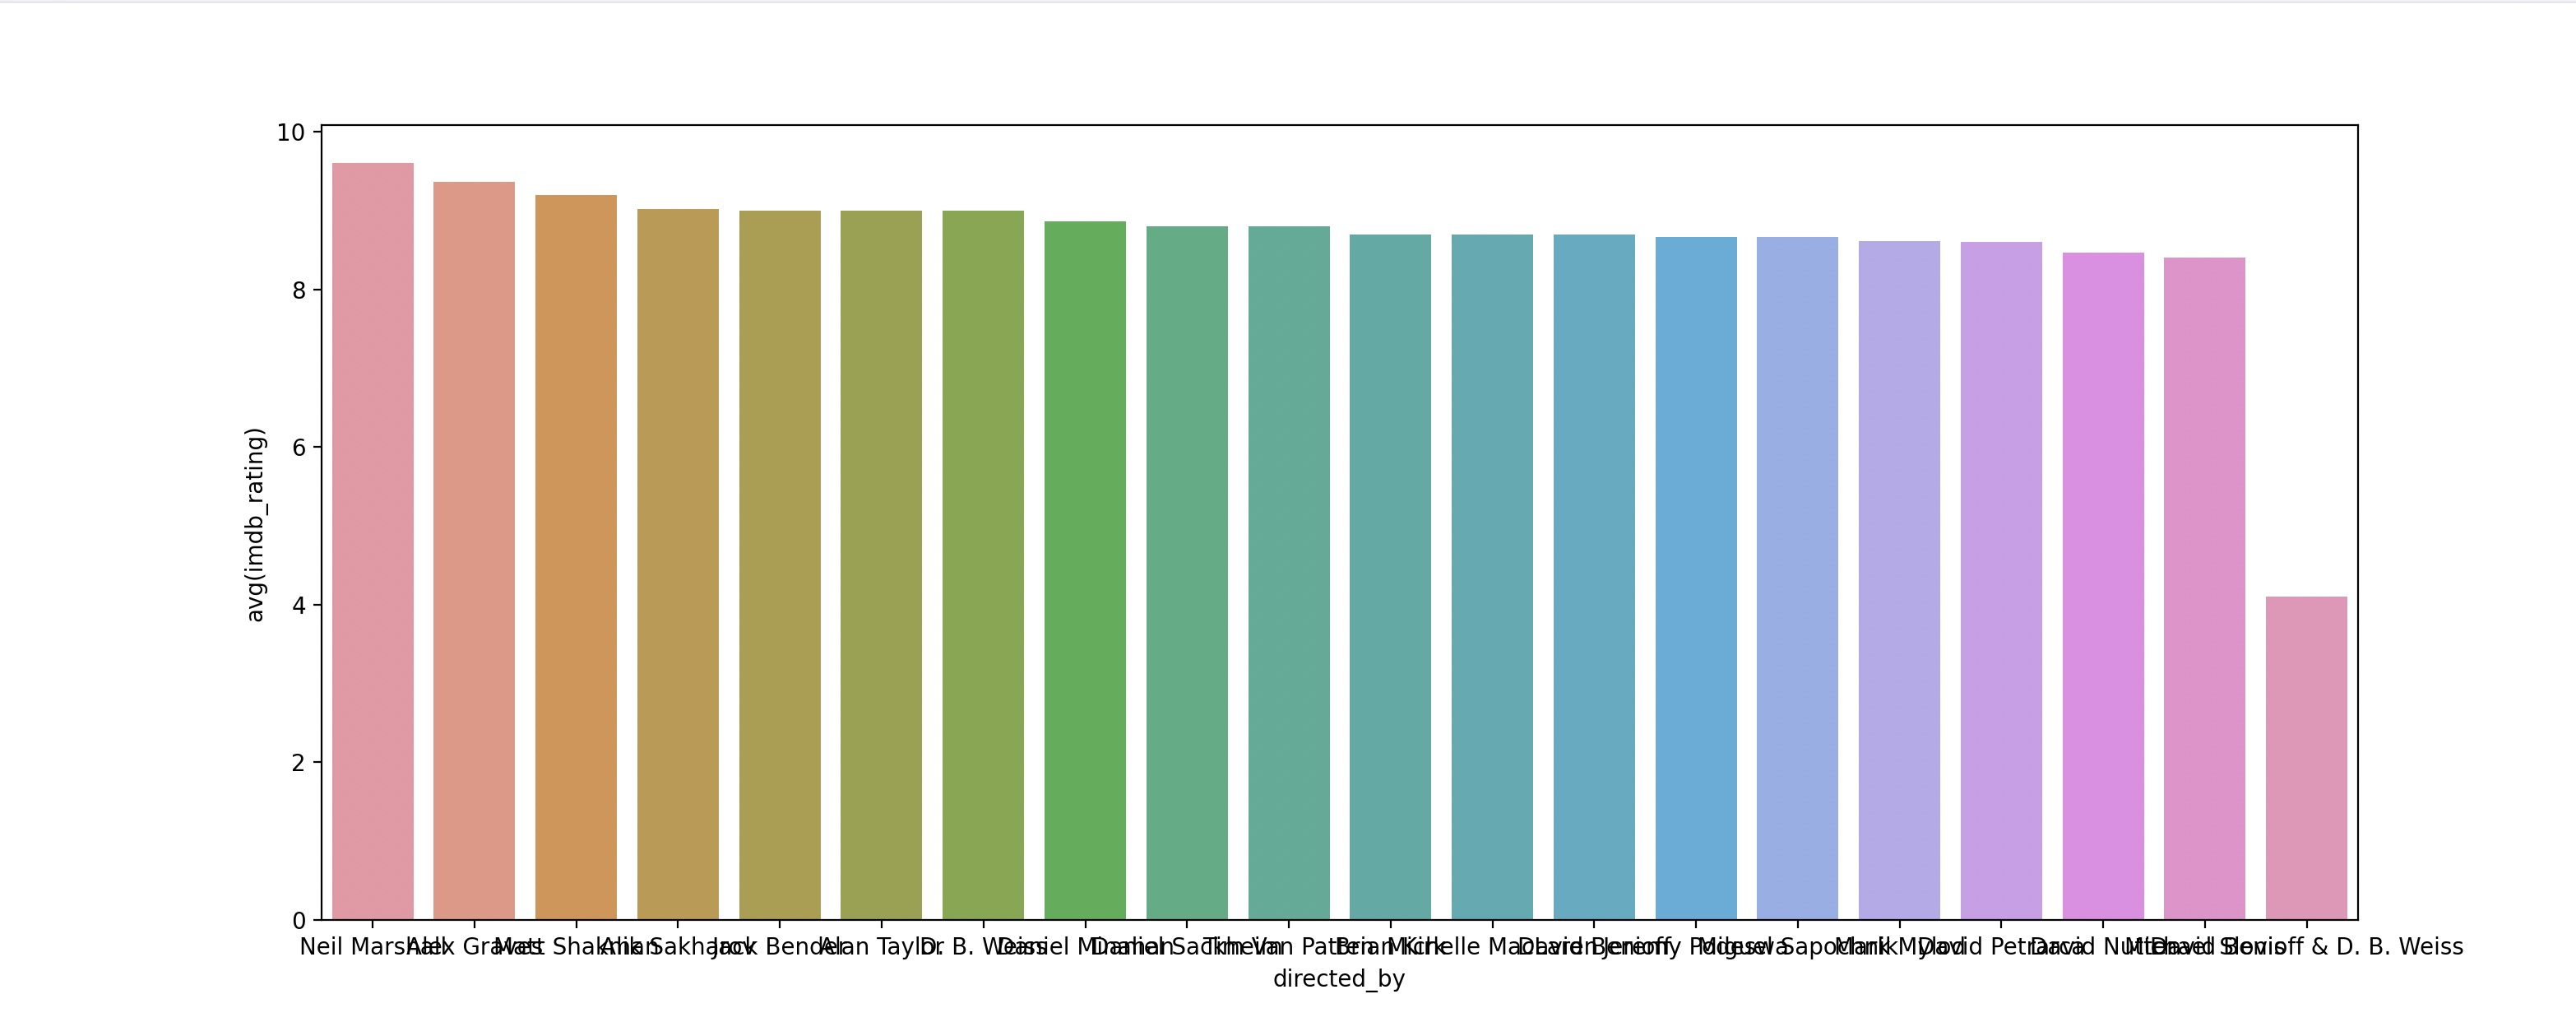 10
8
6
4
2
0
avg(imdb_rating)
Neil Marshall Alex Graves Matt Shakman Alik Sakharov Jack Bender Alan Taylor D. B. Weiss Daniel Minahan Daniel Sackheim Tim Van Patten Brian Kirk Michelle MacLaren David Benioff Jeremy Podeswa Miguel Sapochnik Mark Mylod David Petrarca David Nutter Michael Slovis David Benioff & D. B. Weiss
directed_by